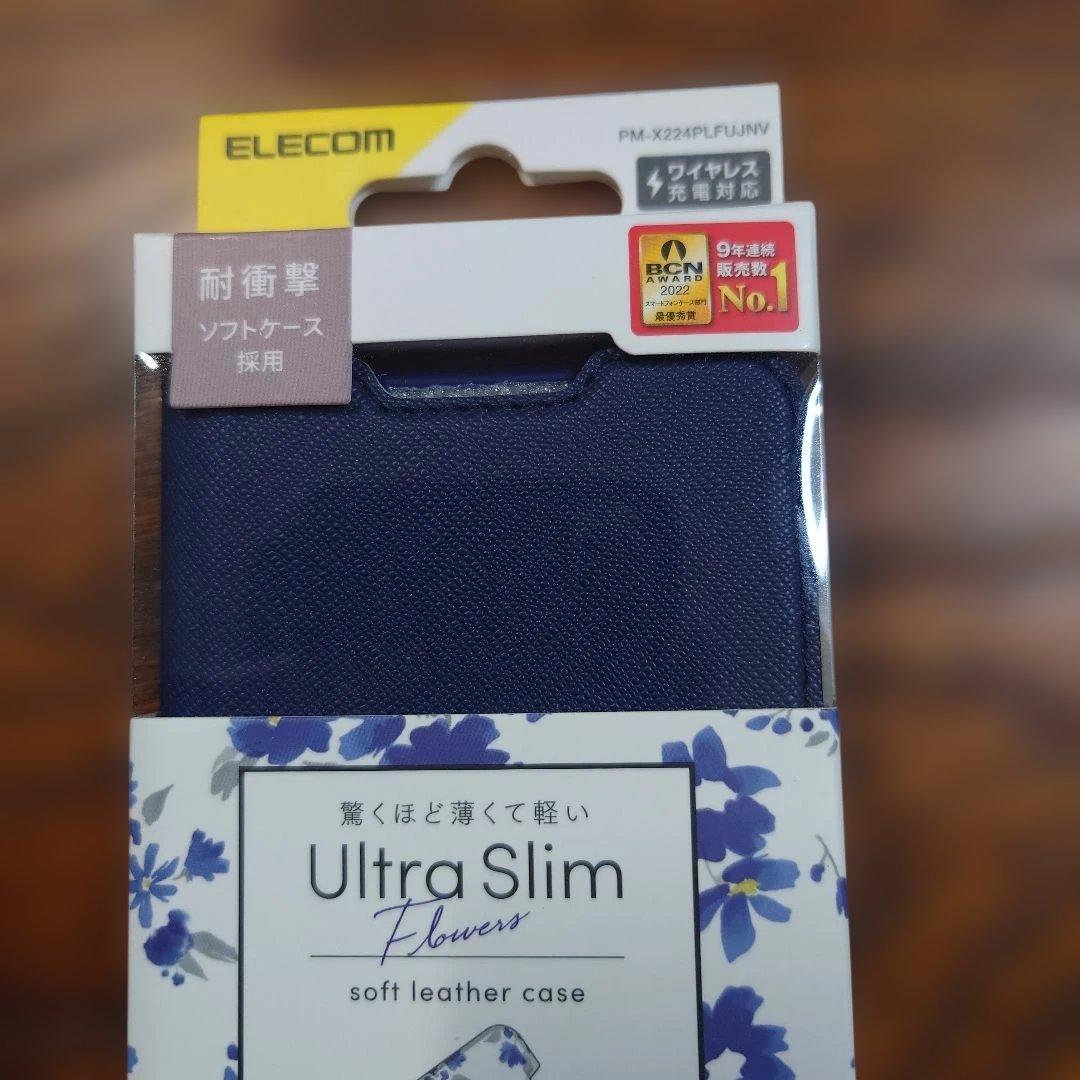 ELECOM
PM-X224PLFUJNV
ワイヤレス
充電対応
耐衝撃
ソフトケース
採用
BCN
AWARD
2022
スマートフォンケース部門
最優秀賞
9年連続
販売数
No.1
驚くほど薄くて軽い
Ultra Slim
Flowers
soft leather case